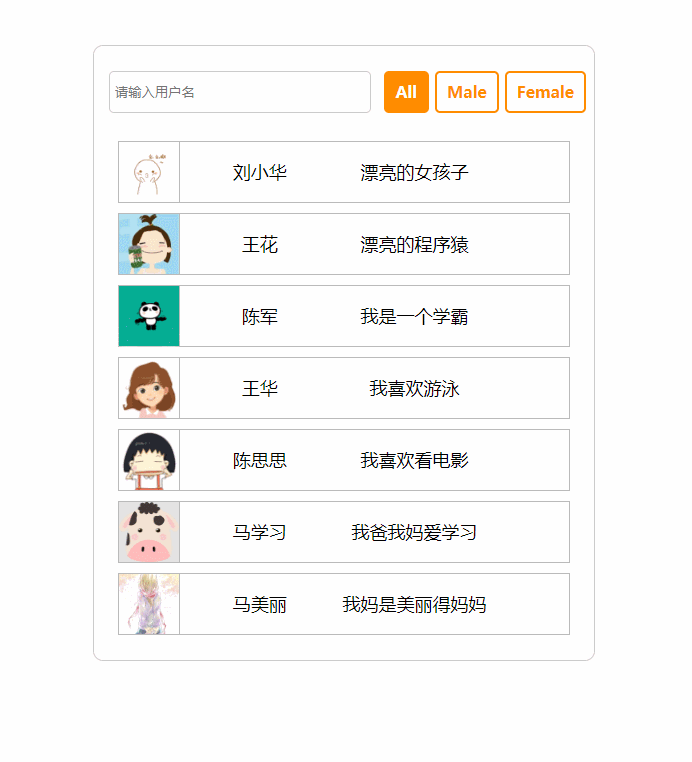 请输入用户名 All Male Female
刘小华 漂亮的女孩子
王花 漂亮的程序猿
陈军 我是一个学霸
王华 我喜欢游泳
陈思思 我喜欢看电影
马学习 我爸我妈爱学习
马美丽 我妈是美丽得妈妈